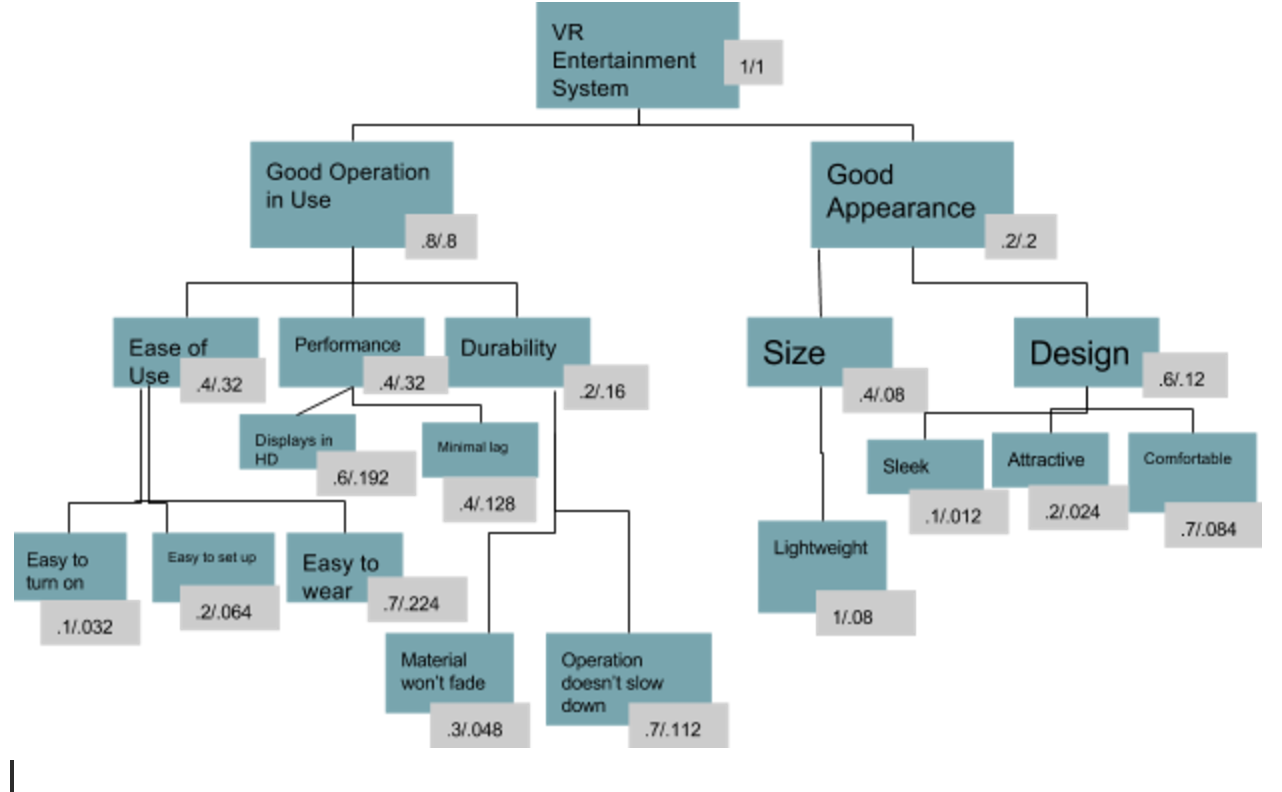 VR
Entertainment
System
1/1
Good Operation
in Use
.8/.8
Good
Appearance
.2/.2
Ease of
Use
.4/.32
Performance
.4/.32
Durability
.2/.16
Size
.4/.08
Design
.6/.12
Displays in
HD
.6/.192
Minimal lag
.4/.128
Sleek
.1/.012
Attractive
.2/.024
Comfortable
.7/.084
Easy to
turn on
.1/.032
Easy to set up
.2/.064
Easy to
wear
.7/.224
Lightweight
1/.08
Material
won't fade
.3/.048
Operation
doesn't slow
down
.7/.112